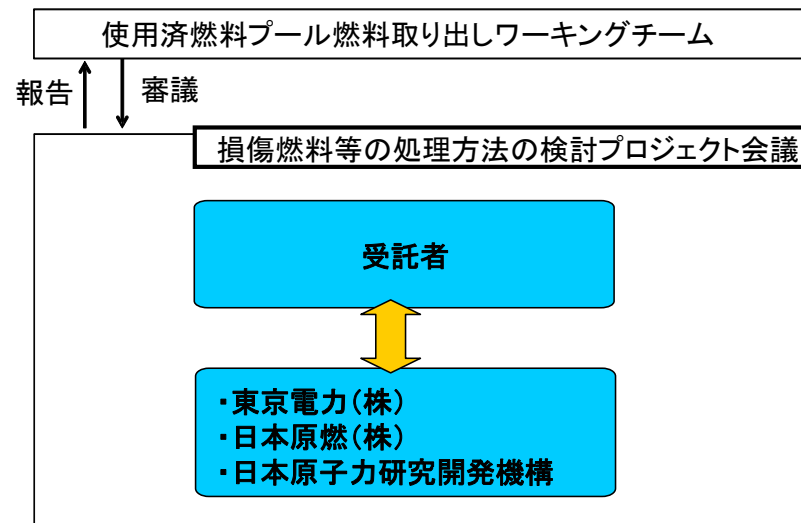 使用済燃料プール燃料取り出しワーキングチーム
報告
審議
損傷燃料等の処理方法の検討プロジェクト会議
受託者
・東京電力(株)
・日本原燃(株)
・日本原子力研究開発機構